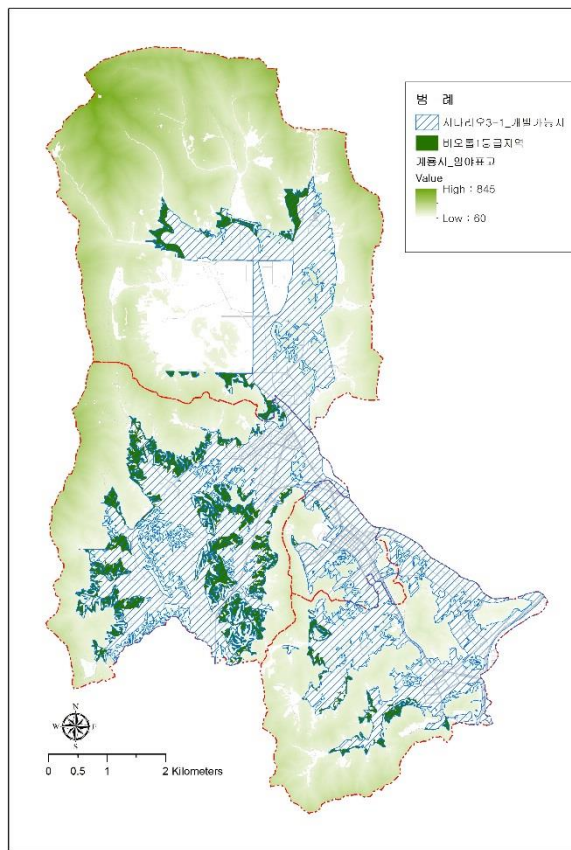 범 례
시나리오3-1_개발가능지
비오톱1등급지역
계룡시_임야표고
Value
High : 845
Low : 60
N
W E
S
0 0.5 1 2 Kilometers